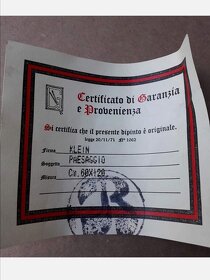 Certificato di Garanzia
e Provenienza
Si certifica che il presente dipinto è originale.
legge 20/11/71 N° 1062
Firma KLEIN
Soggetto PAESAGGIO
Misura Cm. 60X120